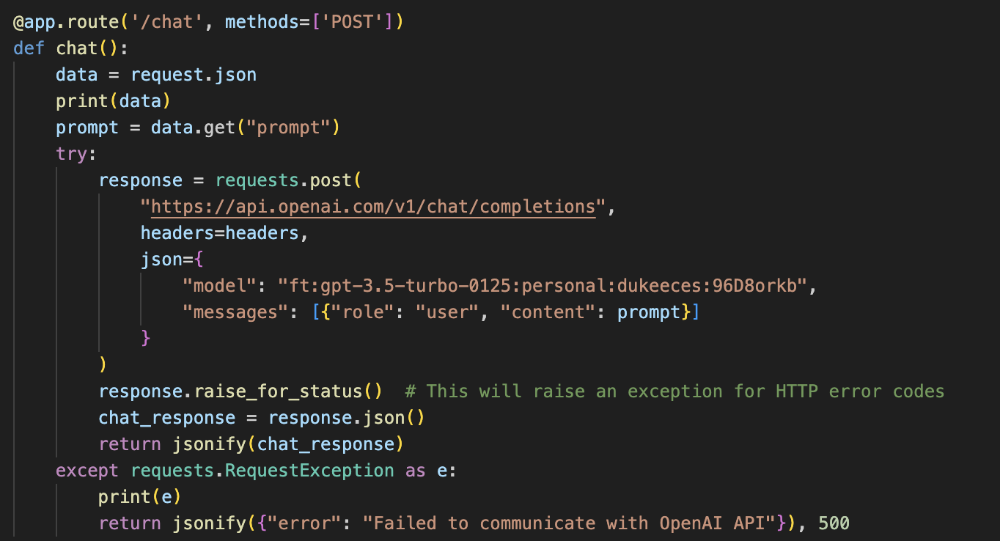 @app.route('/chat', methods=['POST'])
def chat():
    data = request.json
    print(data)
    prompt = data.get("prompt")
    try:
        response = requests.post(
            "https://api.openai.com/v1/chat/completions",
            headers=headers,
            json={
                "model": "ft:gpt-3.5-turbo-0125:personal:dukeeces:96D8orkb",
                "messages": [{"role": "user", "content": prompt}]
            }
        )
        response.raise_for_status()  # This will raise an exception for HTTP error codes
        chat_response = response.json()
        return jsonify(chat_response)
    except requests.RequestException as e:
        print(e)
        return jsonify({"error": "Failed to communicate with OpenAI API"}), 500